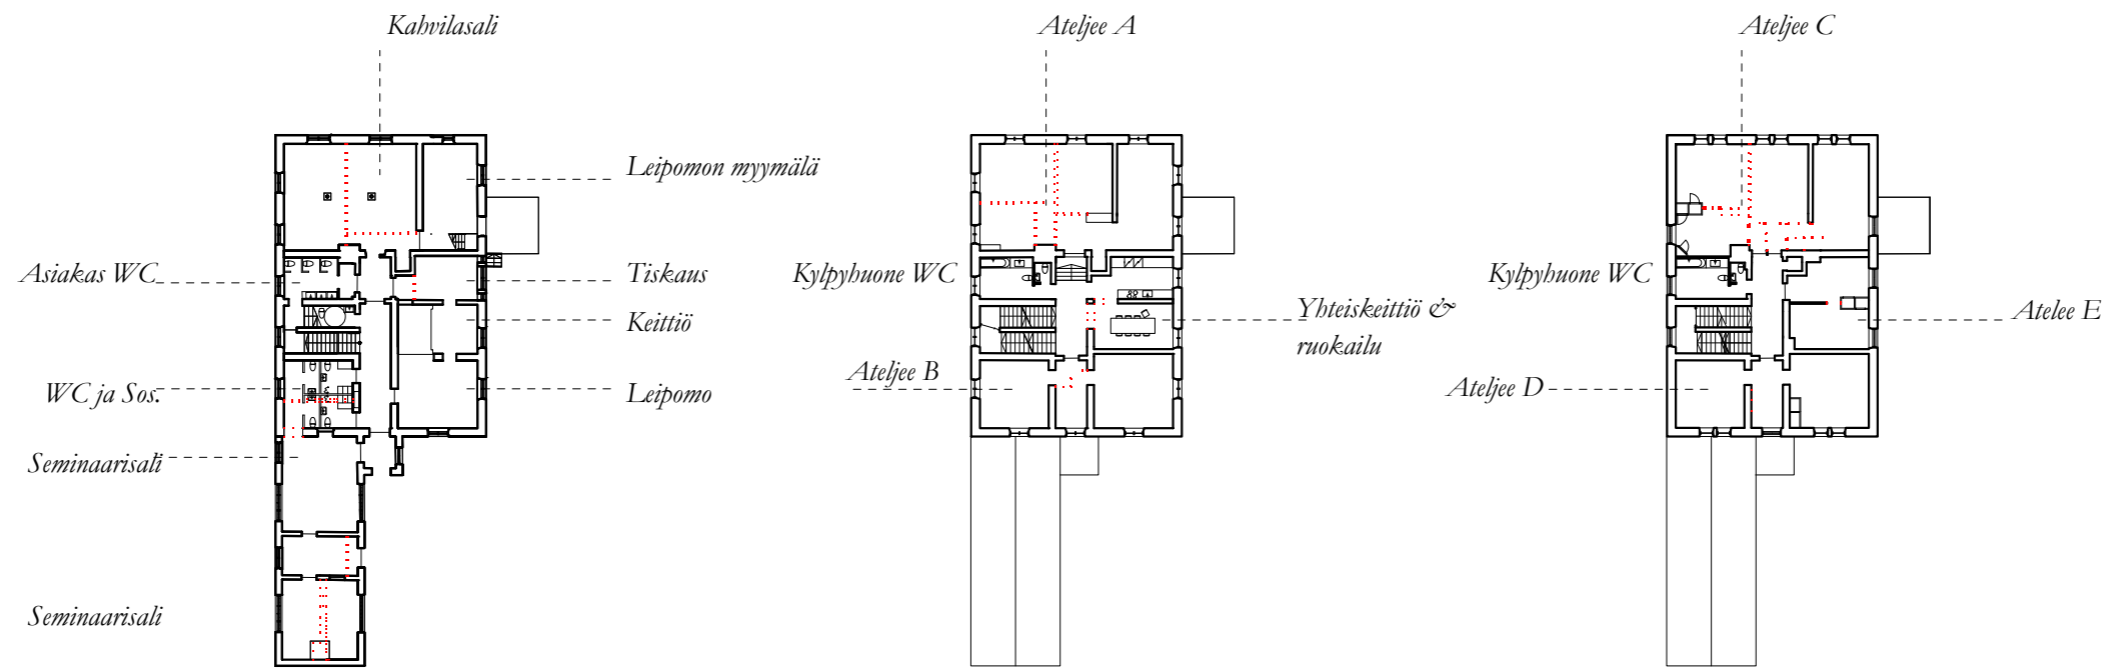 Kahvilasali
Leipomon myymälä
Asiakas WC
Tiskaus
Keittiö
WC ja Sos.
Leipomo
Seminaarisali
Seminaarisali
Ateljee A
Kylpyhuone WC
Yhteiskeittiö &
ruokailu
Ateljee B
Ateljee C
Kylpyhuone WC
Atelee E
Ateljee D